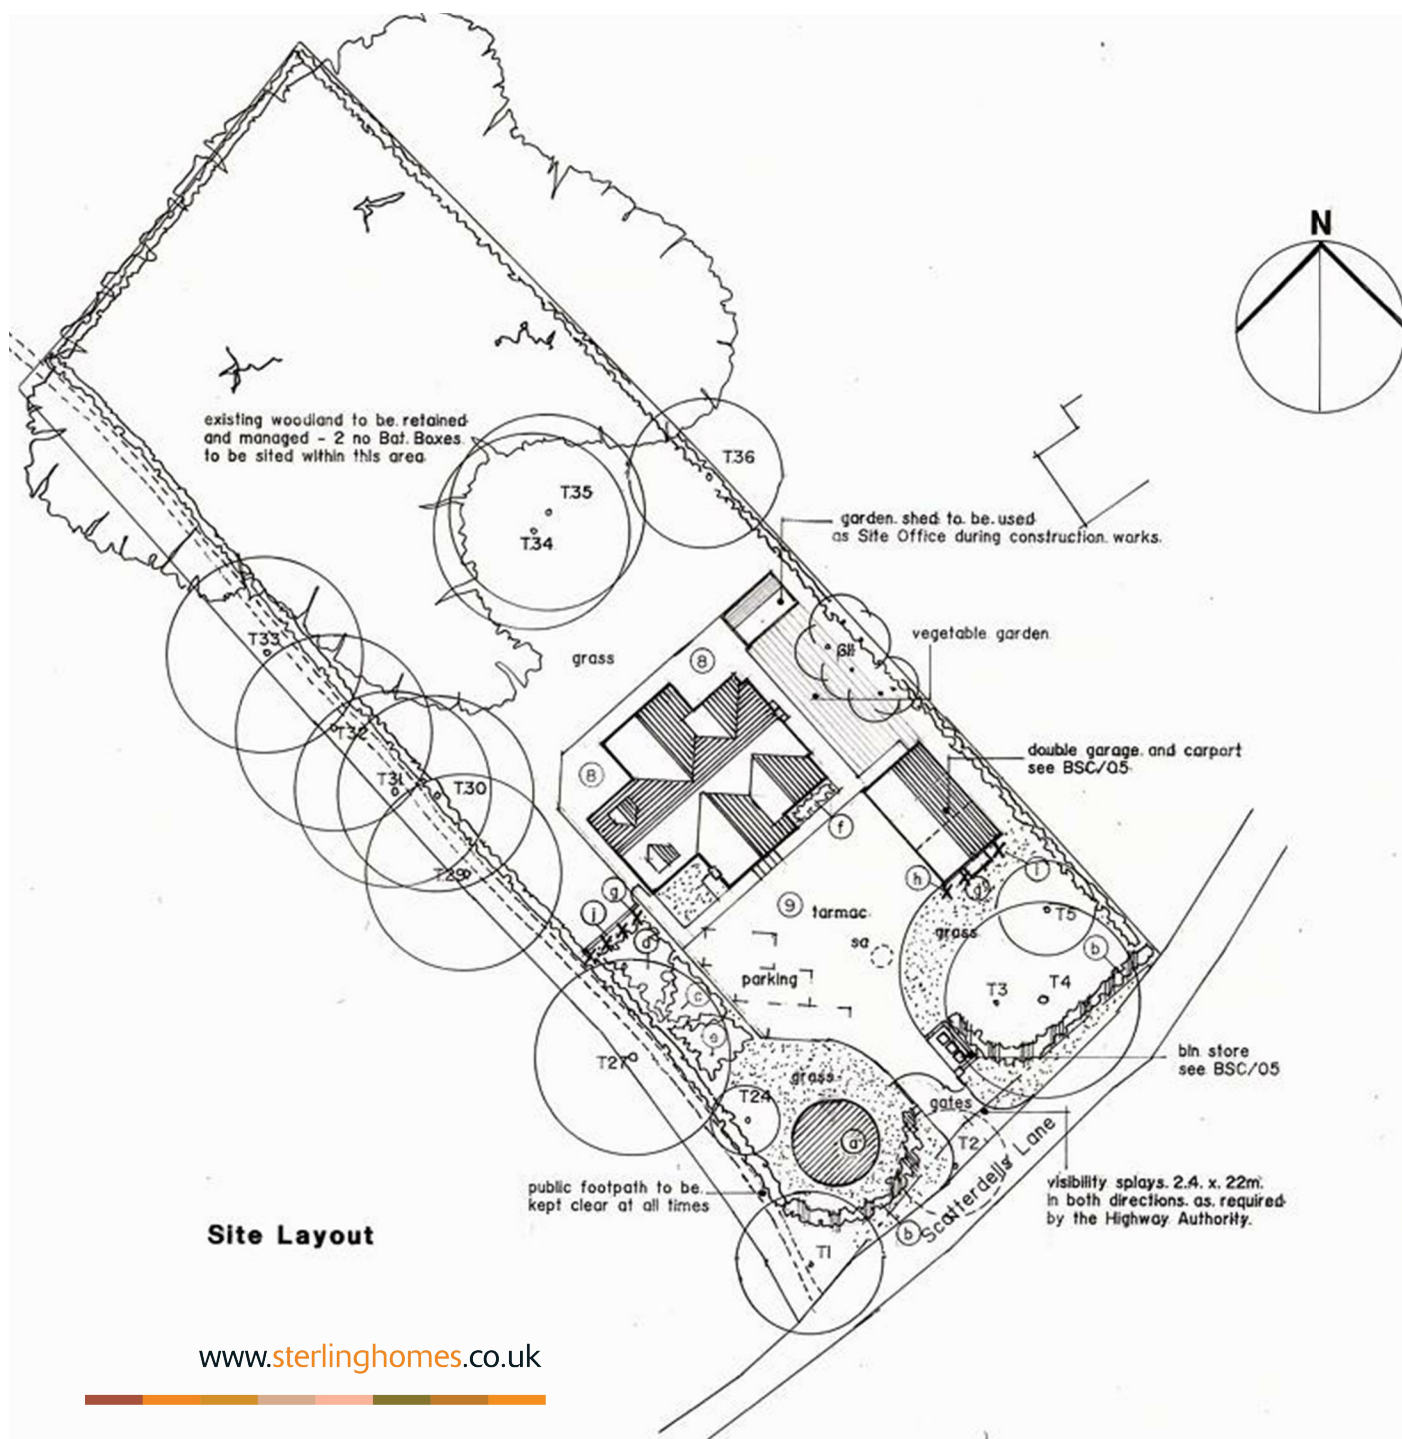 N
existing woodland to be retained
and managed - 2 no Bat Boxes
to be sited within this area
T36
T35
T34
garden shed to be used
as Site Office during construction works.
T33
vegetable garden
grass
8
T32
double garage and carport
see BSC/05
8
T31
T30
f
T29
h
g
i
g
9
tarmac
T5
j
d
sa
grass
b
parking
T3
T4
c
e
T27
bin store
see BSC/05
grass
T24
gates
a
T2
Scatterdells Lane
public footpath to be
kept clear at all times
visibility splays 2.4 x 22m
in both directions as required
by the Highway Authority.
b
T1
Site Layout
www.sterlinghomes.co.uk